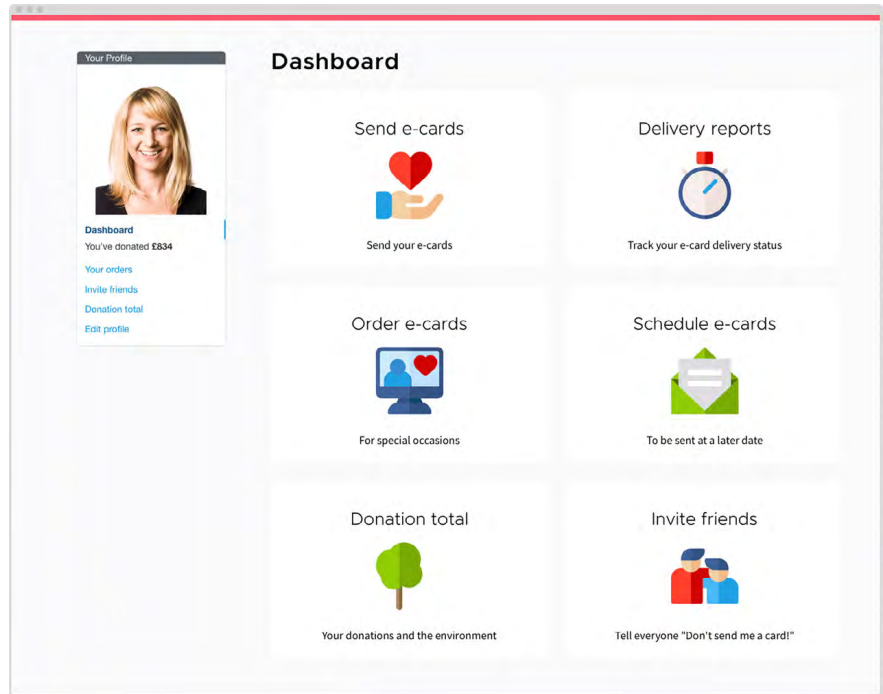 Your Profile
Dashboard
You've donated £834
Your orders
Invite friends
Donation total
Edit profile
Dashboard
Send e-cards
Send your e-cards
Delivery reports
Track your e-card delivery status
Order e-cards
For special occasions
Schedule e-cards
To be sent at a later date
Donation total
Your donations and the environment
Invite friends
Tell everyone "Don't send me a card!"